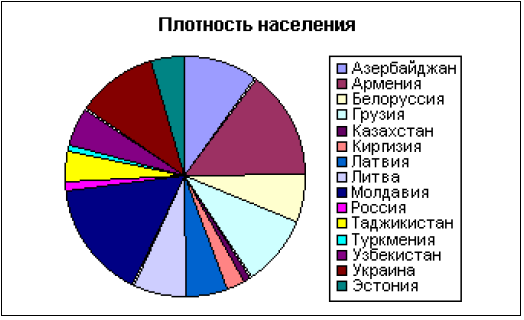 Плотность населения
Азербайджан
Армения
Белоруссия
Грузия
Казахстан
Киргизия
Латвия
Литва
Молдавия
Россия
Таджикистан
Туркмения
Узбекистан
Украина
Эстония